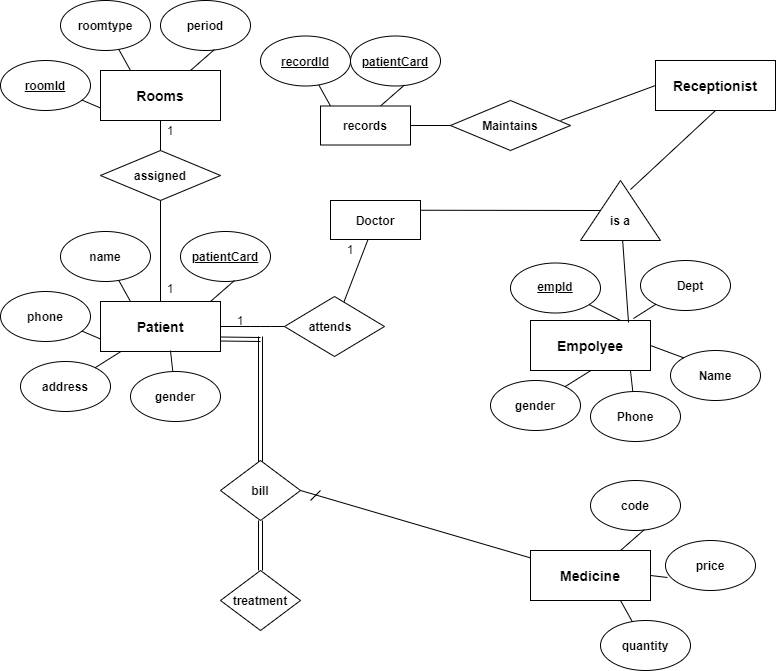 roomtype
period
roomId
Rooms
recordId
patientCard
records
Maintains
Receptionist
1
assigned
Doctor
is a
1
name
patientCard
1
phone
Patient
1
attends
address
gender
empId
Dept
Empolyee
Name
gender
Phone
bill
code
Medicine
price
treatment
quantity